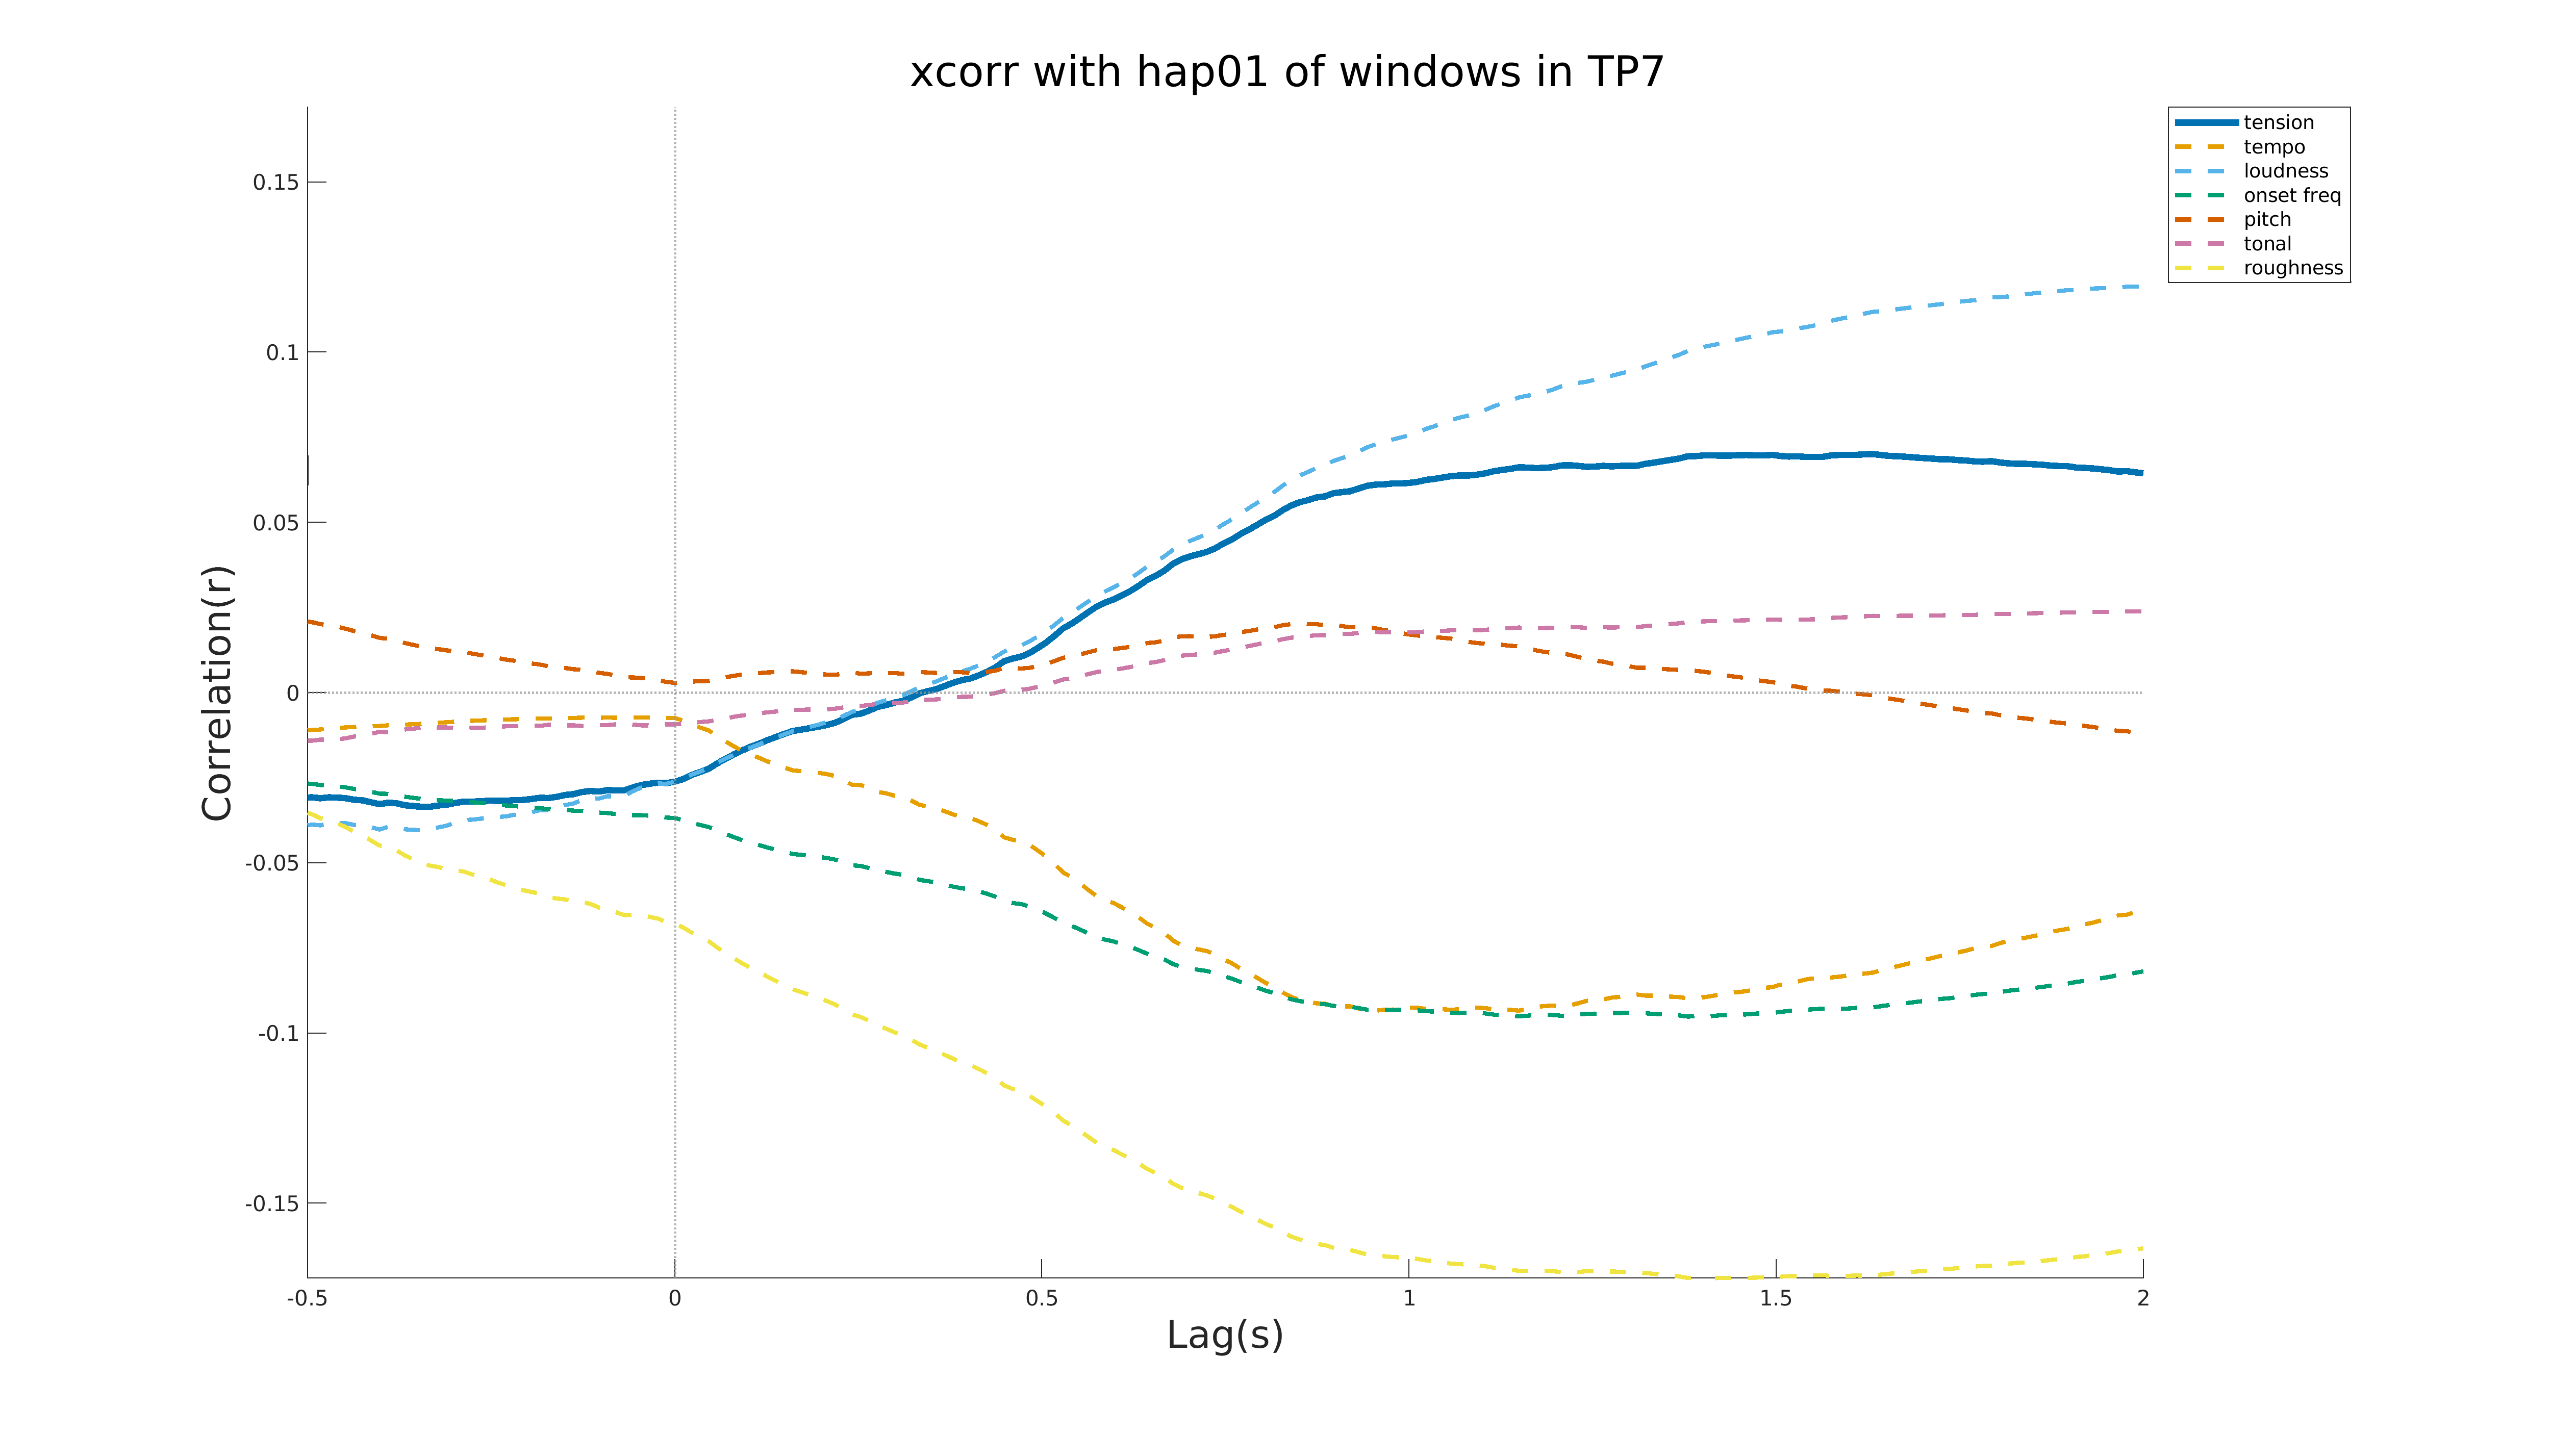 xcorr with hap01 of windows in TP7
tension
tempo
loudness
onset freq
pitch
tonal
roughness
Correlation(r)
0.15
0.1
0.05
0
-0.05
-0.1
-0.15
-0.5
0
0.5
1
1.5
2
Lag(s)